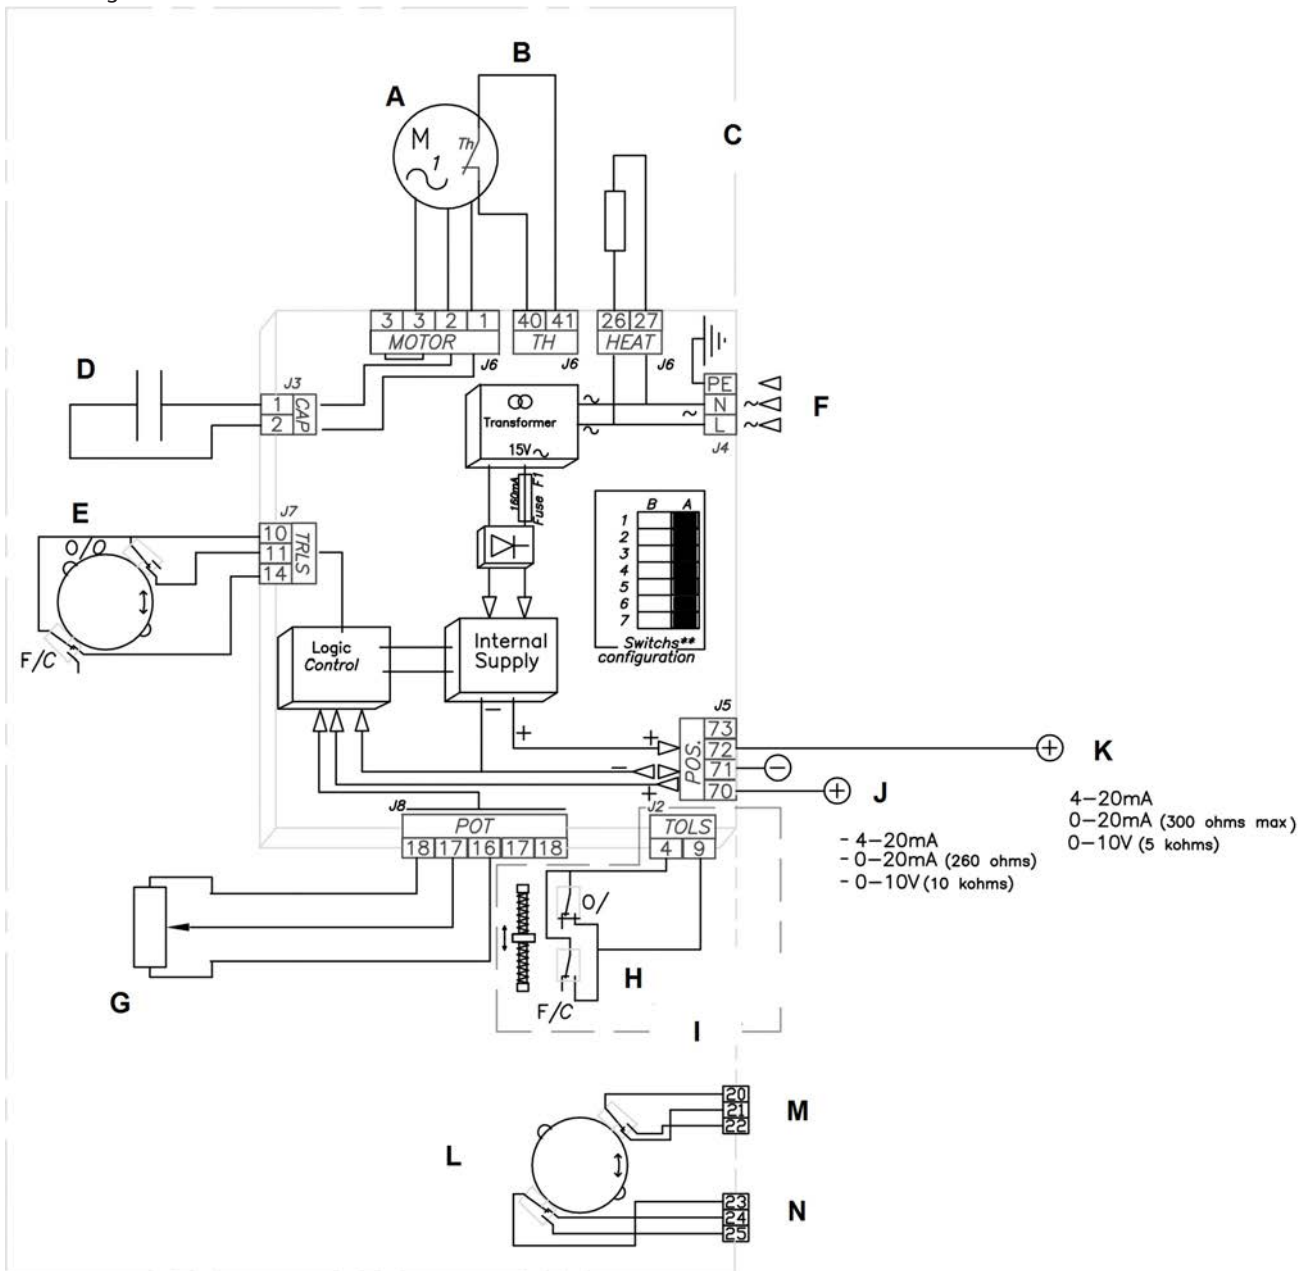 B
A
M
Th
1
C
3 3 2 1
MOTOR
J6
40 41
TH
J6
26 27
HEAT
J6
D
J3
1
2
CAP
Transformer
15V
~
~
~
PE
N ~
L ~
J4
F
160mA
Fuse F1
B A
1
2
3
4
5
6
7
Switchs**
configuration
E
O/O
J7
10
11
14
TRLS
F/C
Logic
Control
Internal
Supply
-
+
J5
+
-
+
POS.
73
72
71
70
+
-
+
K
4-20mA
0-20mA (300 ohms max)
0-10V (5 kohms)
J
- 4-20mA
- 0-20mA (260 ohms)
- 0-10V (10 kohms)
J8
POT
18 17 16 17 18
J2
TOLS
4 9
G
O/
H
F/C
I
L
20
21
22
M
23
24
25
N